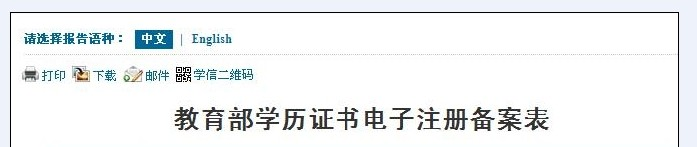 请选择报告语种： 中文 | English
打印 下载 邮件 学信二维码
教育部学历证书电子注册备案表